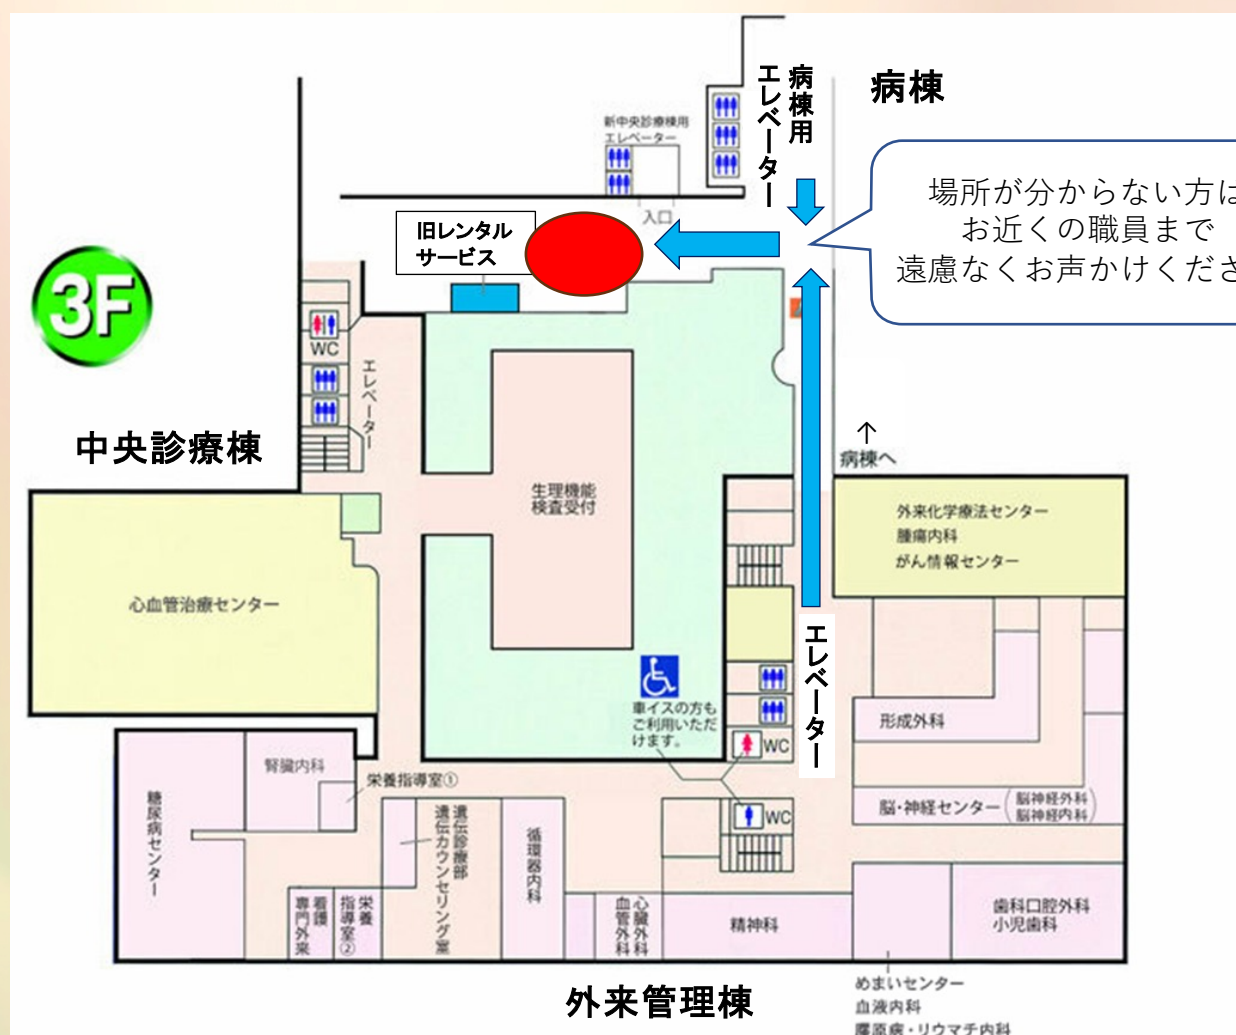 病棟
病棟用
エレベーター
新中央診療棟用
エレベーター
場所が分からない方は
お近くの職員まで
遠慮なくお声かけくださ
入口
旧レンタル
サービス
3F
WC
エレベーター
中央診療棟
↑
病棟へ
生理機能
検査受付
外来化学療法センター
腫瘍内科
がん情報センター
心血管治療センター
エレベーター
車イスの方も
ご利用いただ
けます。
WC
形成外科
腎臓内科
栄養指導室①
糖尿病センター
脳・神経センター(脳神経外科
脳神経内科)
WC
遺伝診療部
遺伝カウンセリング室
循環器内科
看護
専門外来
栄養
指導室②
心臓外科
血管外科
精神科
歯科口腔外科
小児歯科
めまいセンター
血液内科
膠原病・リウマチ内科
外来管理棟